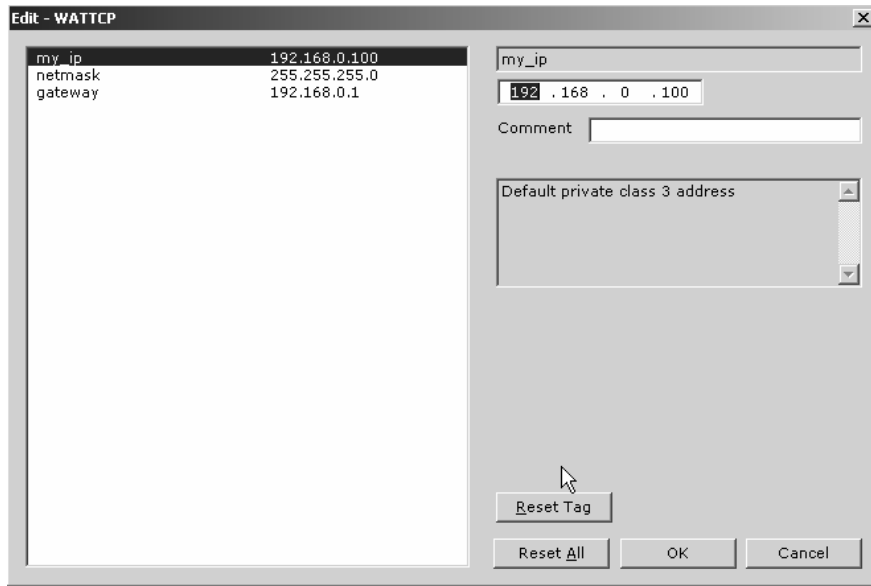 Edit - WATTCP
my_ip 192.168.0.100
netmask 255.255.255.0
gateway 192.168.0.1
my_ip
192 . 168 . 0 . 100
Comment
Default private class 3 address
Reset Tag
Reset All OK Cancel